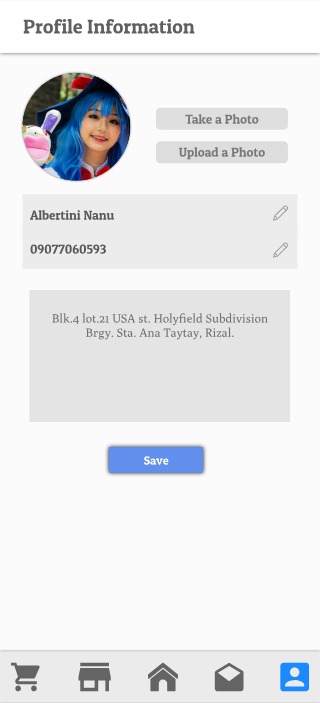 Profile Information
Take a Photo
Upload a Photo
Albertini Nanu
09077060593
Blk.4 lot.21 USA st. Holyfield Subdivision
Brgy. Sta. Ana Taytay, Rizal.
Save